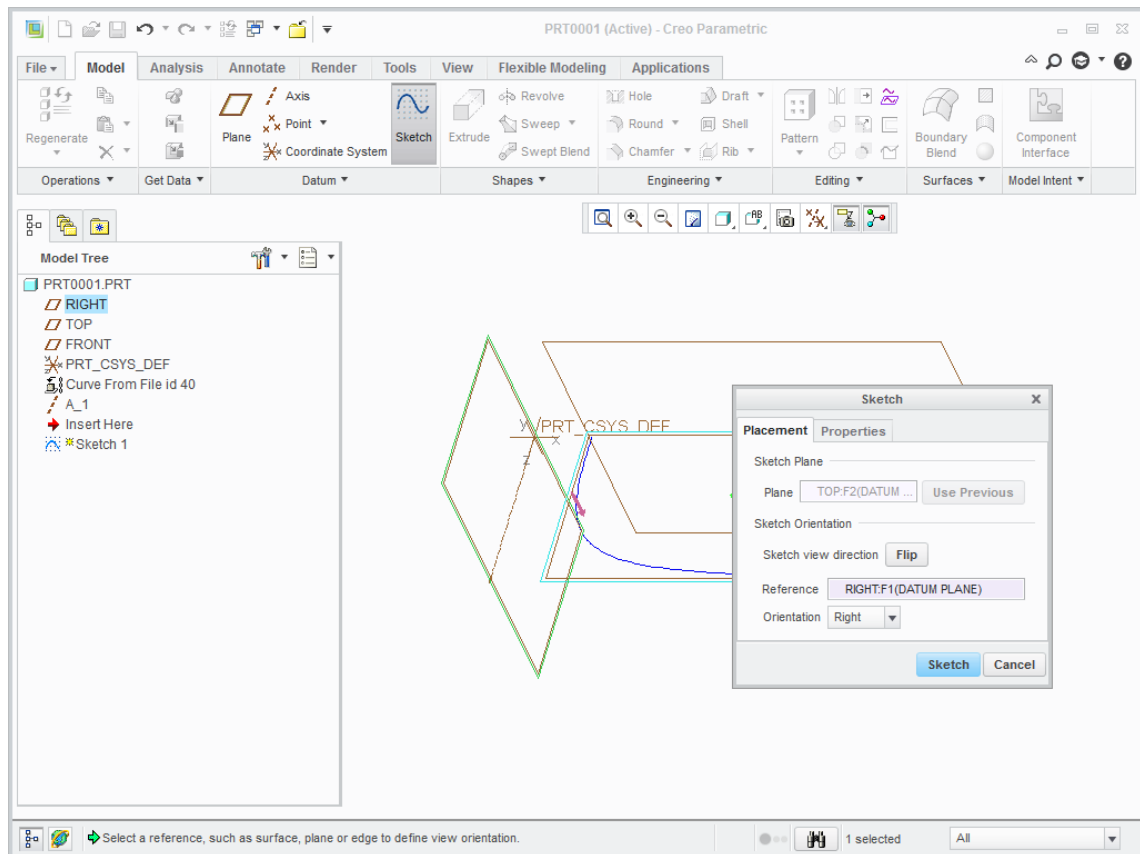 PRT0001 (Active) - Creo Parametric
File Model Analysis Annotate Render Tools View Flexible Modeling Applications
Regenerate
Plane
Axis
Point
Coordinate System
Sketch
Extrude
Revolve
Sweep
Swept Blend
Hole
Round
Chamfer
Draft
Shell
Rib
Pattern
Boundary Blend
Component Interface
Operations Get Data Datum Shapes Engineering Editing Surfaces Model Intent
Model Tree
PRT0001.PRT
RIGHT
TOP
FRONT
PRT_CSYS_DEF
Curve From File id 40
A_1
Insert Here
Sketch 1
AB
Y PRT_CSYS_DEF
X
Z
Sketch
Placement Properties
Sketch Plane
Plane TOP:F2(DATUM ... Use Previous
Sketch Orientation
Sketch view direction Flip
Reference RIGHT:F1(DATUM PLANE)
Orientation Right
Sketch Cancel
Select a reference, such as surface, plane or edge to define view orientation.
1 selected All